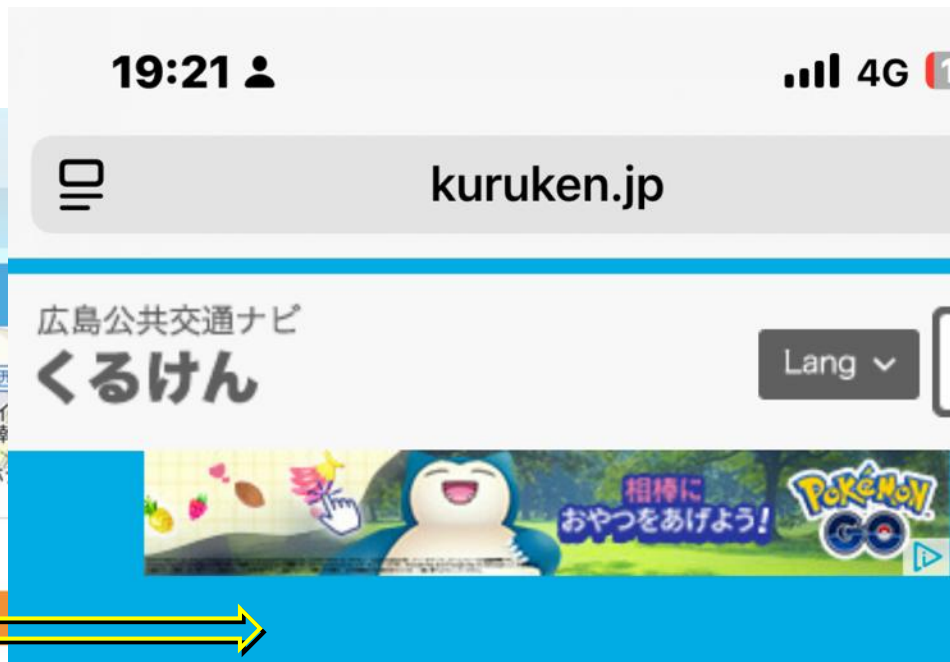 19:21
4G
kuruken.jp
広島公共交通ナビ
くるけん
Lang
相棒に
おやつをあげよう!
POKÉMON
GO